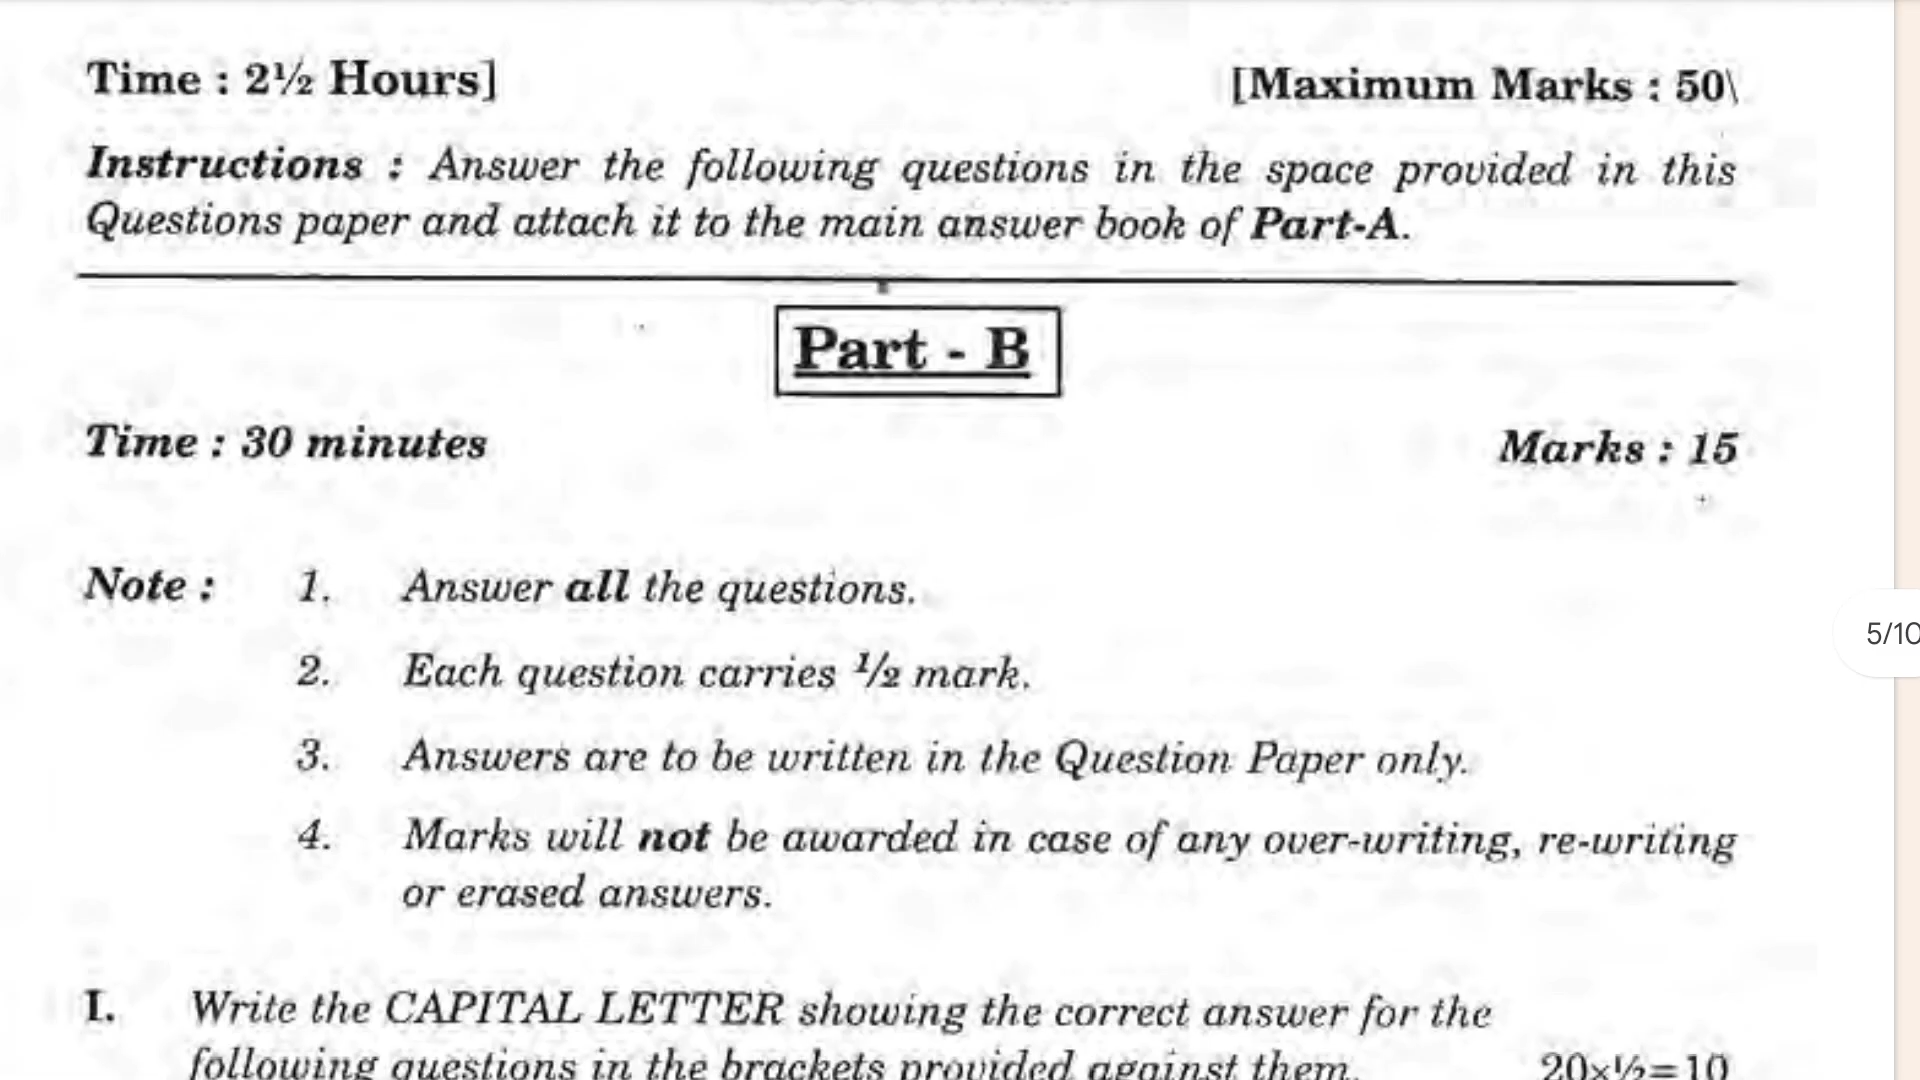 Time : 2½ Hours]
[Maximum Marks : 50\
Instructions : Answer the following questions in the space provided in this
Questions paper and attach it to the main answer book of Part-A.
Part - B
Time : 30 minutes
Marks : 15
Note : 1. Answer all the questions.
2. Each question carries ½ mark.
3. Answers are to be written in the Question Paper only.
4. Marks will not be awarded in case of any over-writing, re-writing
or erased answers.
5/10
I. Write the CAPITAL LETTER showing the correct answer for the
following questions in the brackets provided against them. 20×½=10